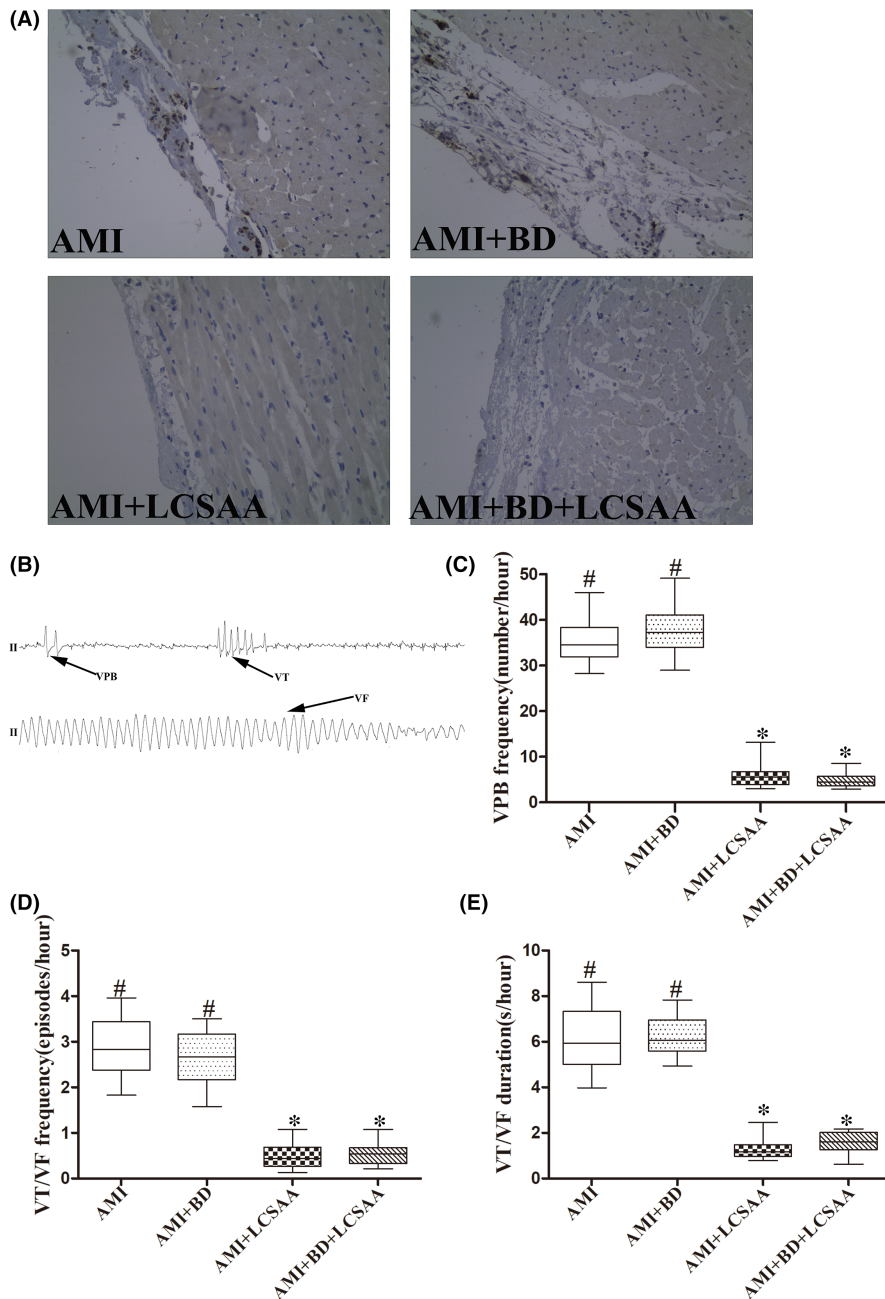 (A)
AMI
AMI+BD
AMI+LCSAA
AMI+BD+LCSAA
(B)
II
VPB
VT
VF
II
(C)
VPB frequency(number/hour)
50
40
30
20
10
0
#
#
*
*
AMI
AMI+BD
AMI+LCSAA
AMI+BD+LCSAA
(D)
VT/VF frequency(episodes/hour)
5
4
3
2
1
0
#
#
*
*
AMI
AMI+BD
AMI+LCSAA
AMI+BD+LCSAA
(E)
VT/VF duration(s/hour)
10
8
6
4
2
0
#
#
*
*
AMI
AMI+BD
AMI+LCSAA
AMI+BD+LCSAA